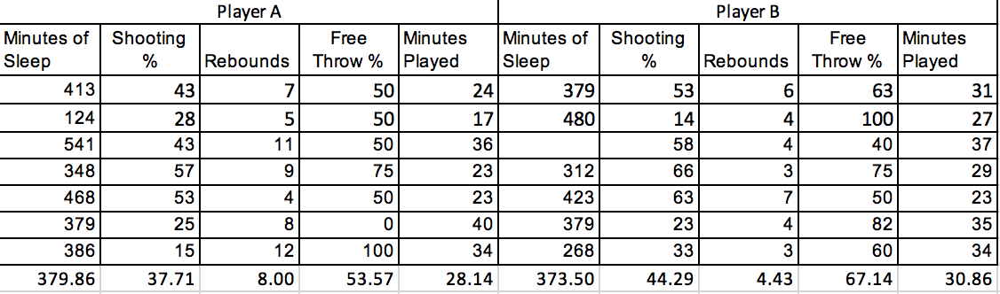 Player A Player B
Minutes of Sleep Shooting % Rebounds Free Throw % Minutes Played Minutes of Sleep Shooting % Rebounds Free Throw % Minutes Played
413 43 7 50 24 379 53 6 63 31
124 28 5 50 17 480 14 4 100 27
541 43 11 50 36 58 4 40 37
348 57 9 75 23 312 66 3 75 29
468 53 4 50 23 423 63 7 50 23
379 25 8 0 40 379 23 4 82 35
386 15 12 100 34 268 33 3 60 34
379.86 37.71 8.00 53.57 28.14 373.50 44.29 4.43 67.14 30.86